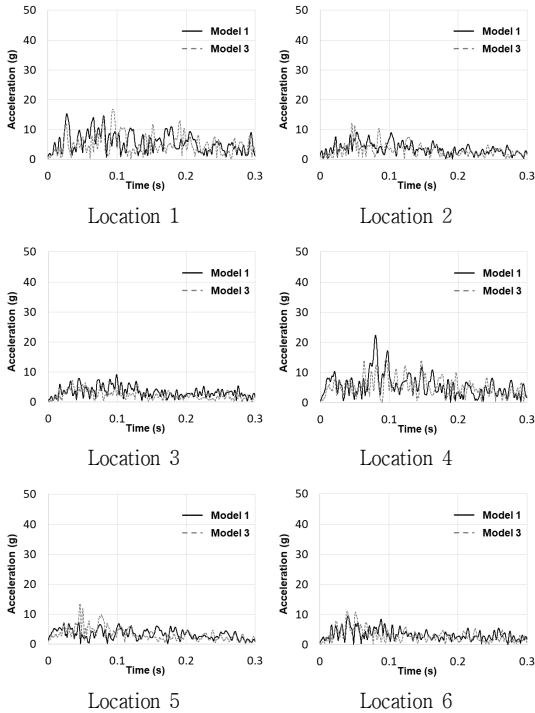 50
40
30
20
10
0
Acceleration (g)
Model 1
Model 3
0 0.1 0.2 0.3
Time (s)
Location 1
50
40
30
20
10
0
Acceleration (g)
Model 1
Model 3
0 0.1 0.2 0.3
Time (s)
Location 2
50
40
30
20
10
0
Acceleration (g)
Model 1
Model 3
0 0.1 0.2 0.3
Time (s)
Location 3
50
40
30
20
10
0
Acceleration (g)
Model 1
Model 3
0 0.1 0.2 0.3
Time (s)
Location 4
50
40
30
20
10
0
Acceleration (g)
Model 1
Model 3
0 0.1 0.2 0.3
Time (s)
Location 5
50
40
30
20
10
0
Acceleration (g)
Model 1
Model 3
0 0.1 0.2 0.3
Time (s)
Location 6